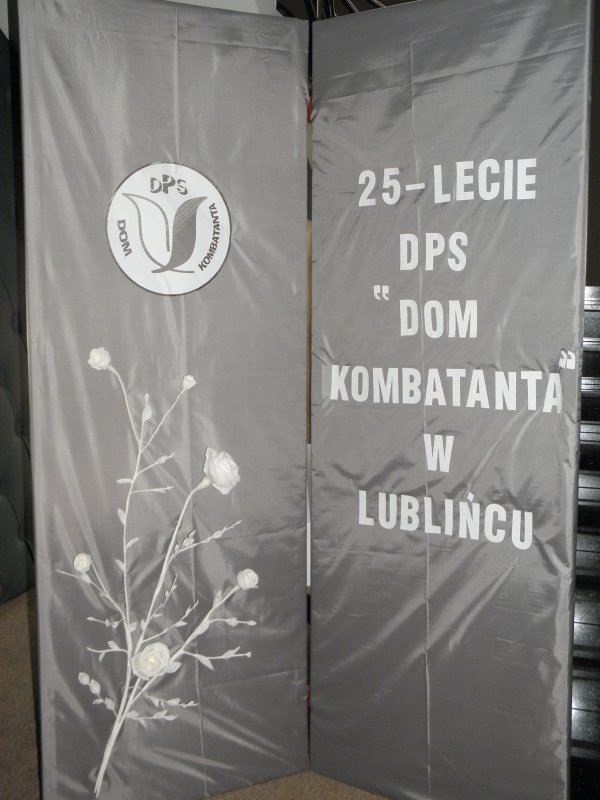 DPS
DOM
KOMBATANTA
25-LECIE
DPS
"DOM
KOMBATANTA"
W
LUBLIŃCU